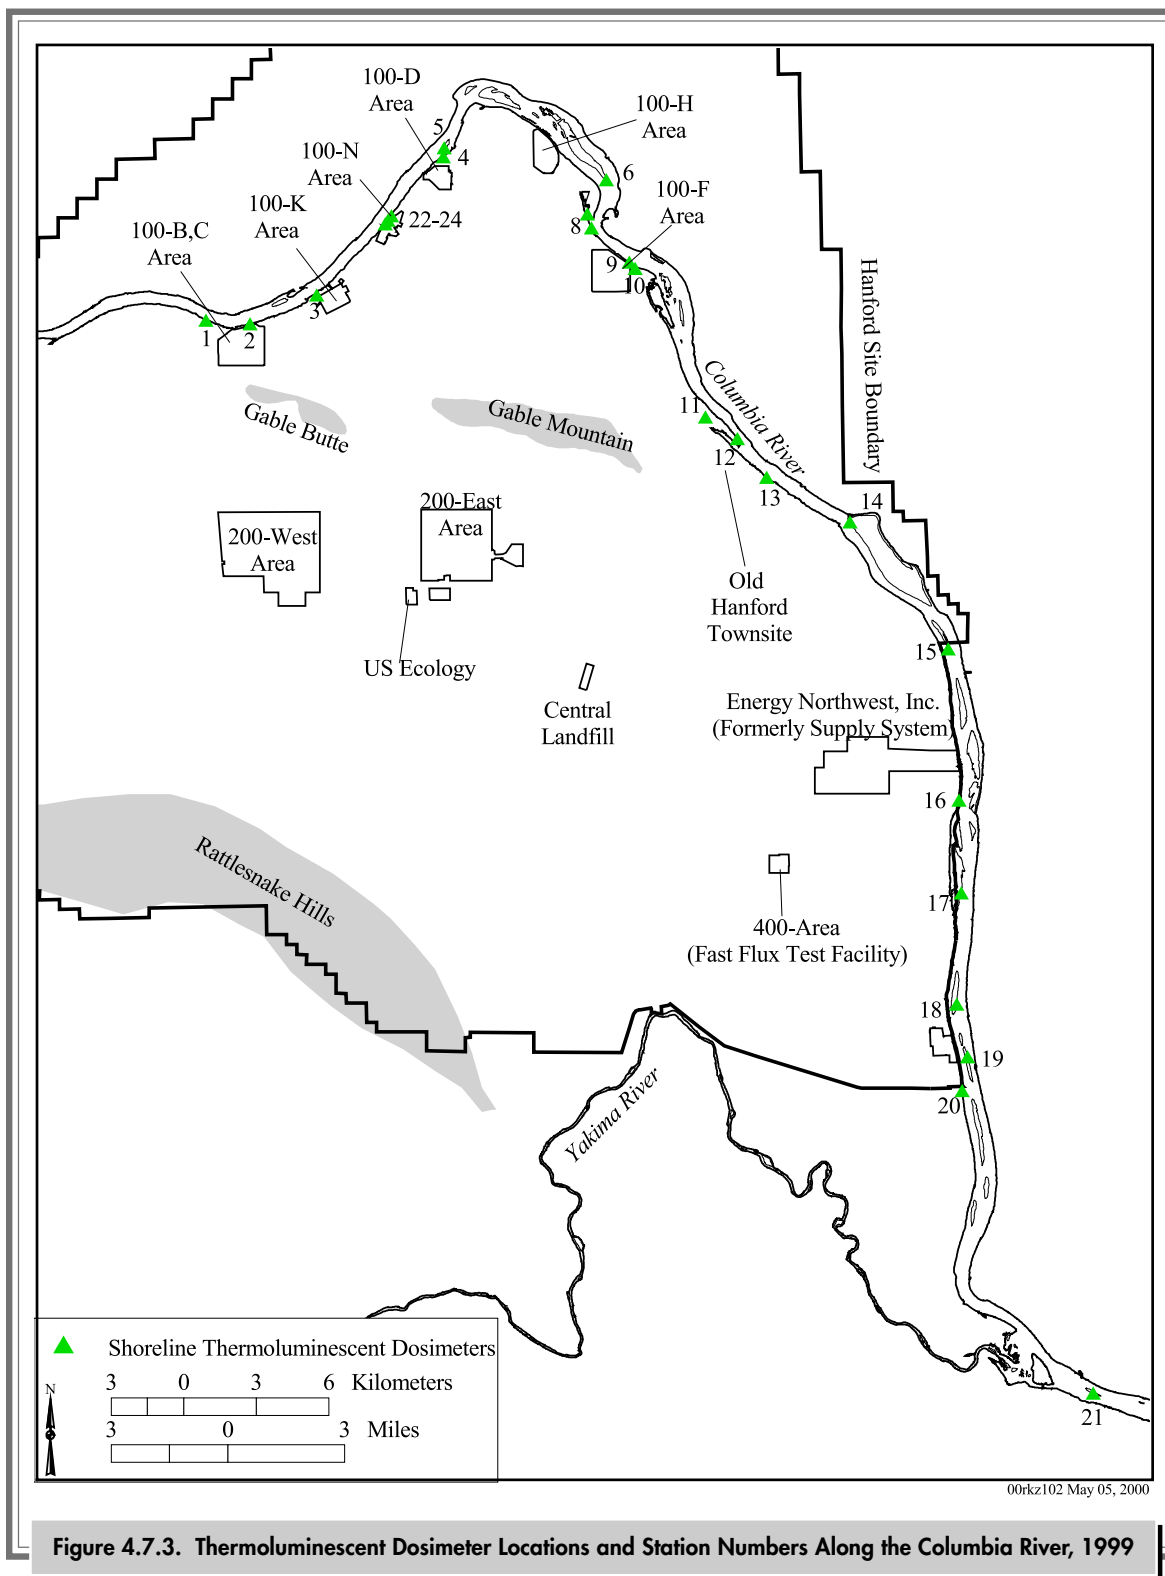 100-D
Area
100-H
Area
5
4
100-N
Area
6
100-K
Area
22-24
100-F
Area
8
100-B,C
Area
9
10
3
1
2
Hanford Site Boundary
Columbia River
Gable Butte
Gable Mountain
11
12
13
14
200-East
Area
200-West
Area
Old
Hanford
Townsite
15
US Ecology
Central
Landfill
Energy Northwest, Inc.
(Formerly Supply System)
16
Rattlesnake Hills
17
400-Area
(Fast Flux Test Facility)
18
19
20
Yakima River
21
Shoreline Thermoluminescent Dosimeters
3 0 3 6 Kilometers
N
3 0 3 Miles
00rkz102 May 05, 2000
Figure 4.7.3. Thermoluminescent Dosimeter Locations and Station Numbers Along the Columbia River, 1999